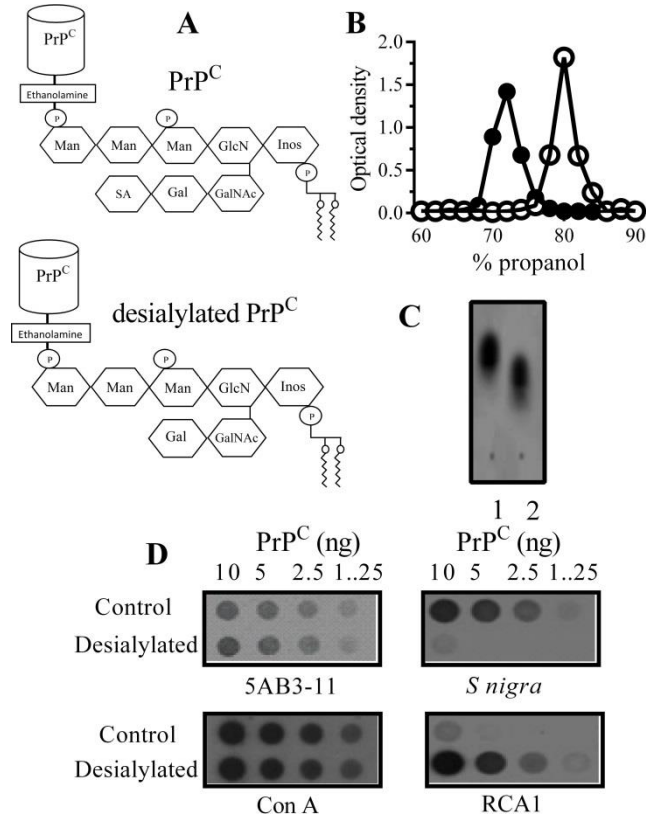 A
PrP^C
Ethanolamine
P
P
Man Man Man GlcN Inos
P
SA Gal GalNAc
PrP^C
PrP^C
Ethanolamine
desialylated PrP^C
P
P
Man Man Man GlcN Inos
P
Gal GalNAc
B
Optical density
2.0
1.5
1.0
0.5
0.0
60 70 80 90
% propanol
C
1 2
D
PrP^C (ng)
10 5 2.5 1..25
Control
Desialylated
5AB3-11
PrP^C (ng)
10 5 2.5 1..25
S nigra
Control
Desialylated
Con A
RCA1